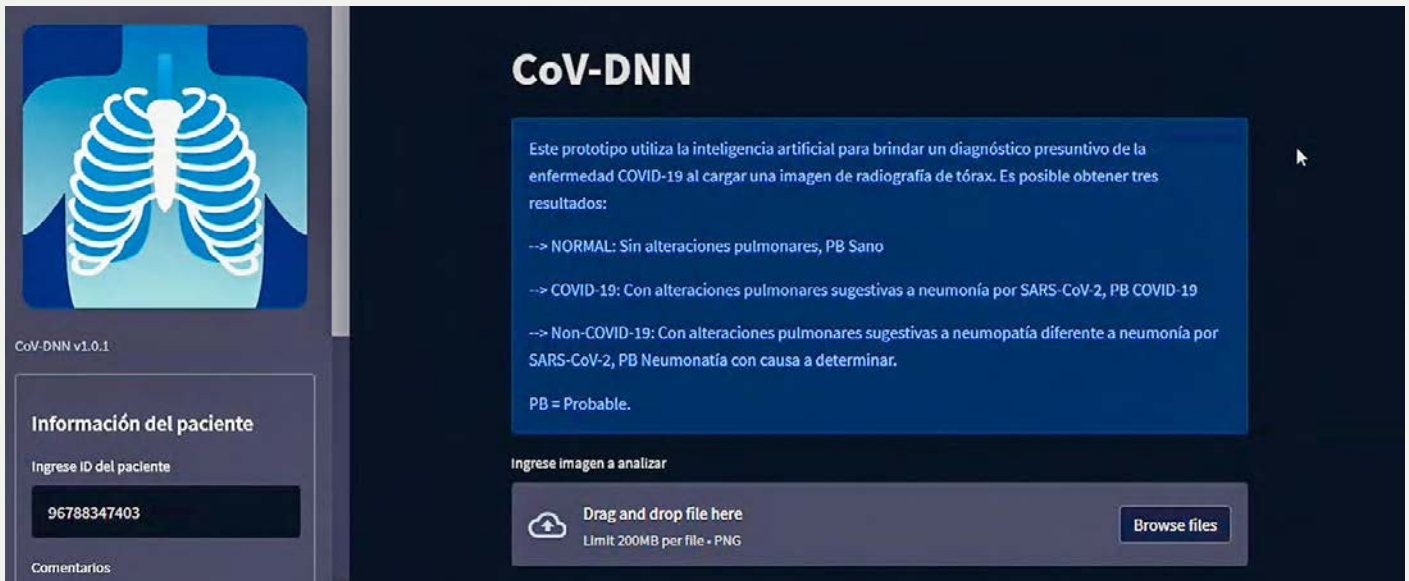 CoV-DNN v1.0.1
Información del paciente
Ingrese ID del paciente
96788347403
Comentarios
CoV-DNN
Este prototipo utiliza la inteligencia artificial para brindar un diagnóstico presuntivo de la
enfermedad COVID-19 al cargar una imagen de radiografía de tórax. Es posible obtener tres
resultados:
--> NORMAL: Sin alteraciones pulmonares, PB Sano
--> COVID-19: Con alteraciones pulmonares sugestivas a neumonía por SARS-CoV-2, PB COVID-19
--> Non-COVID-19: Con alteraciones pulmonares sugestivas a neumopatía diferente a neumonía por
SARS-CoV-2, PB Neumonatía con causa a determinar.
PB = Probable.
Ingrese imagen a analizar
Drag and drop file here
Limit 200MB per file • PNG
Browse files